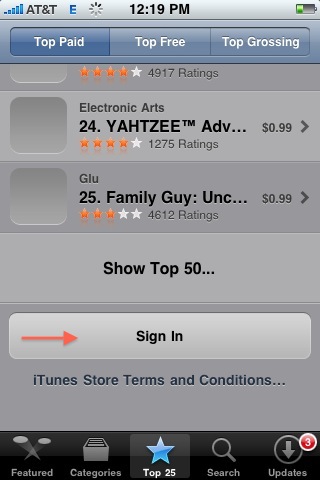 AT&T E 12:19 PM
Top Paid Top Free Top Grossing
4917 Ratings
Electronic Arts
24. YAHTZEE™ Adv... $0.99
1275 Ratings
Glu
25. Family Guy: Unc... $0.99
4612 Ratings
Show Top 50...
Sign In
iTunes Store Terms and Conditions...
3
Featured Categories Top 25 Search Updates